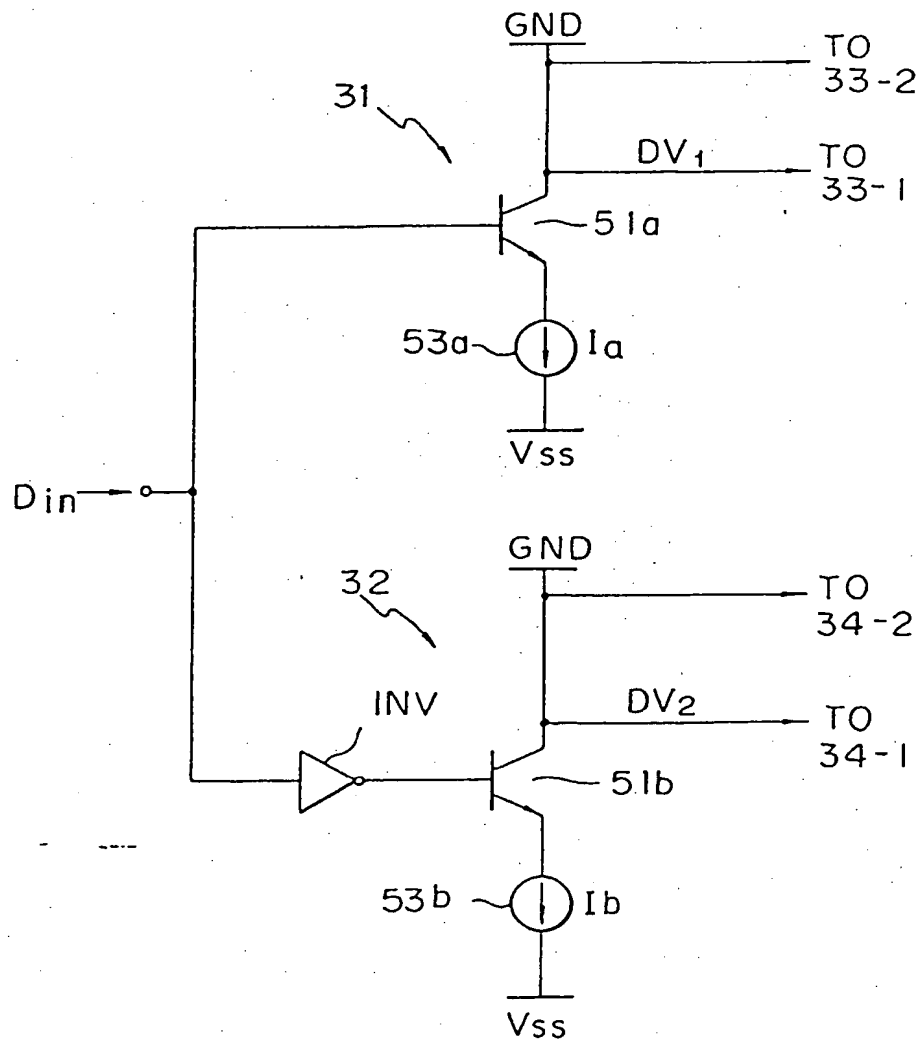 GND
TO
33-2
31
DV1
TO
33-1
51a
53a
Ia
Vss
Din
GND
32
TO
34-2
INV
DV2
TO
34-1
51b
53b
Ib
Vss